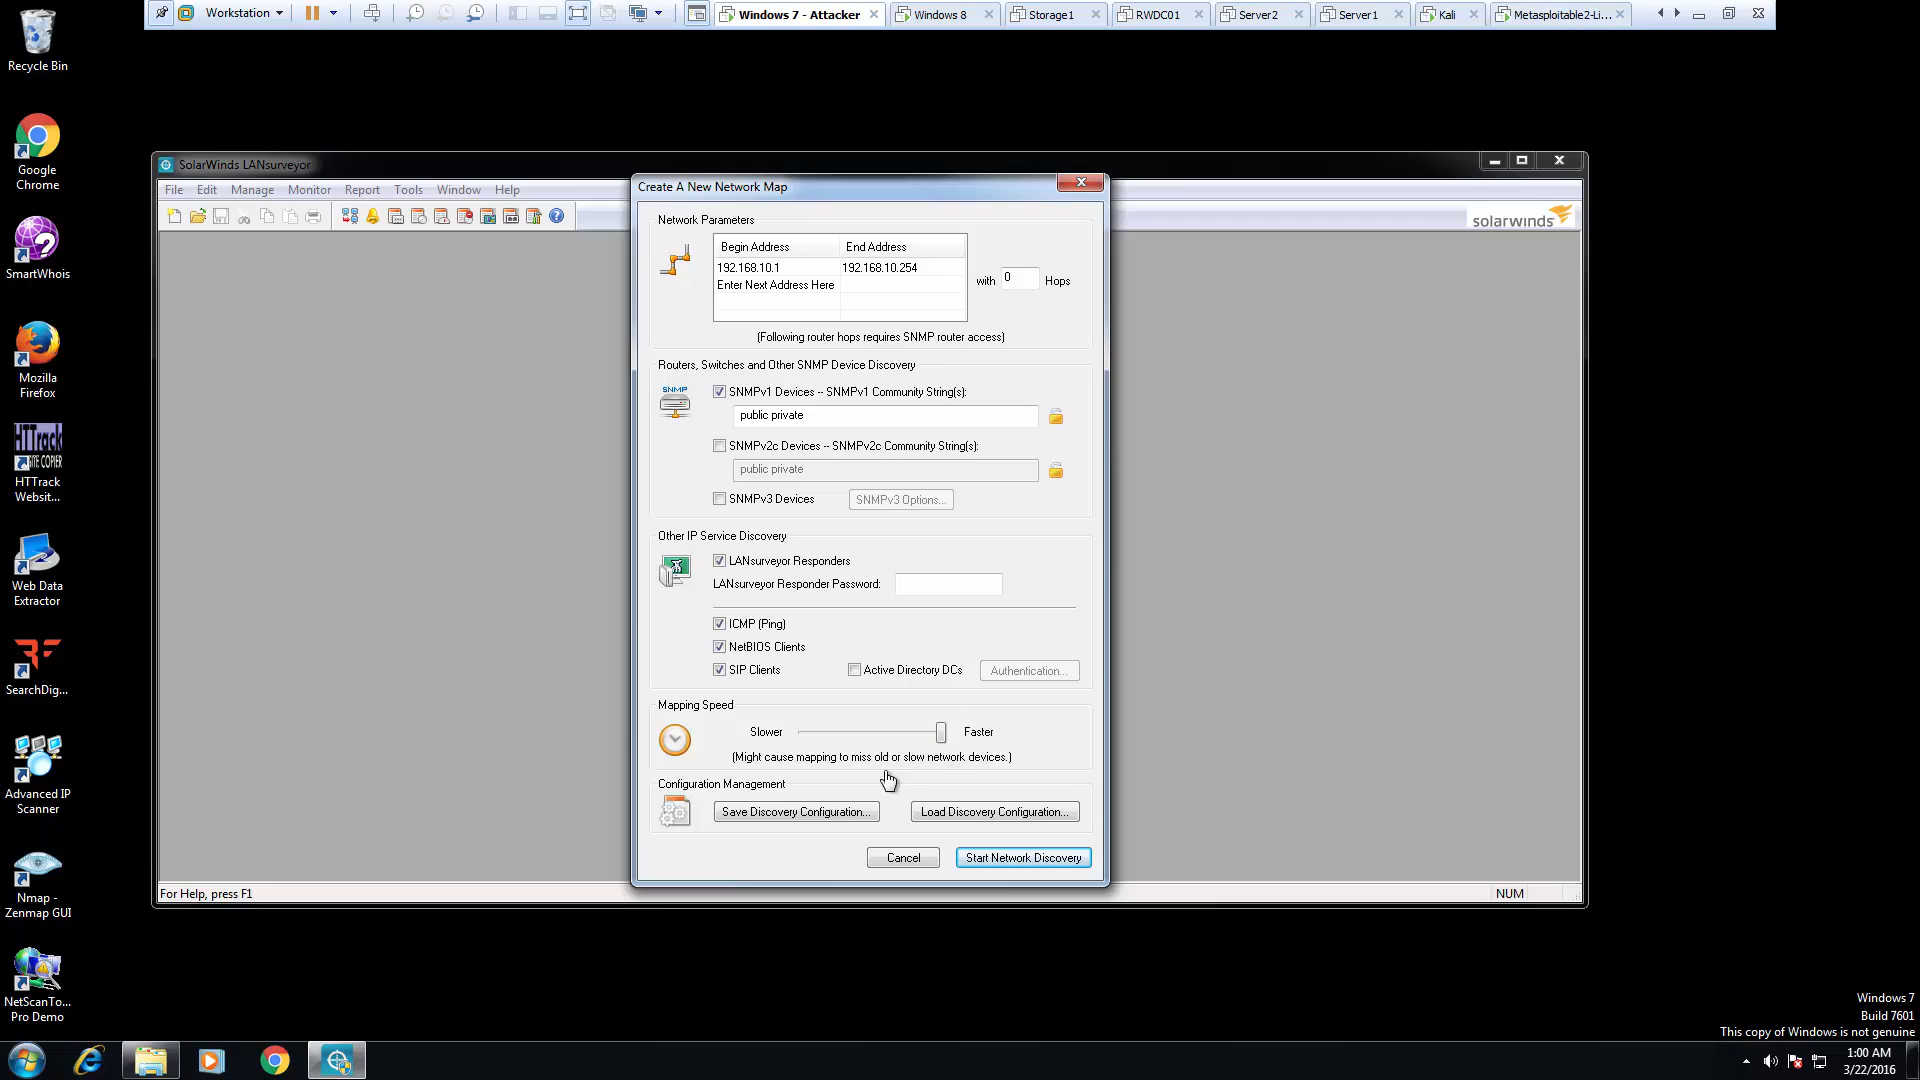 Workstation
Windows 7 - Attacker
Windows 8
Storage1
RWDC01
Server2
Server1
Kali
Metasploitable2-Li...
Recycle Bin
Google
Chrome
SmartWhois
Mozilla
Firefox
HTTrack
SITE COPIER
HTTrack
Websit...
Web Data
Extractor
SearchDig...
Advanced IP
Scanner
Nmap -
Zenmap GUI
NetScanTo...
Pro Demo
SolarWinds LANsurveyor
File Edit Manage Monitor Report Tools Window Help
solarwinds
Create A New Network Map
Network Parameters
Begin Address End Address
192.168.10.1 192.168.10.254
Enter Next Address Here
with 0 Hops
(Following router hops requires SNMP router access)
Routers, Switches and Other SNMP Device Discovery
SNMP
SNMPv1 Devices -- SNMPv1 Community String(s):
public private
SNMPv2c Devices -- SNMPv2c Community String(s):
public private
SNMPv3 Devices SNMPv3 Options...
Other IP Service Discovery
LANsurveyor Responders
LANsurveyor Responder Password:
ICMP (Ping)
NetBIOS Clients
SIP Clients Active Directory DCs Authentication...
Mapping Speed
Slower Faster
(Might cause mapping to miss old or slow network devices.)
Configuration Management
Save Discovery Configuration... Load Discovery Configuration...
Cancel Start Network Discovery
For Help, press F1
NUM
Windows 7
Build 7601
This copy of Windows is not genuine
1:00 AM
3/22/2016